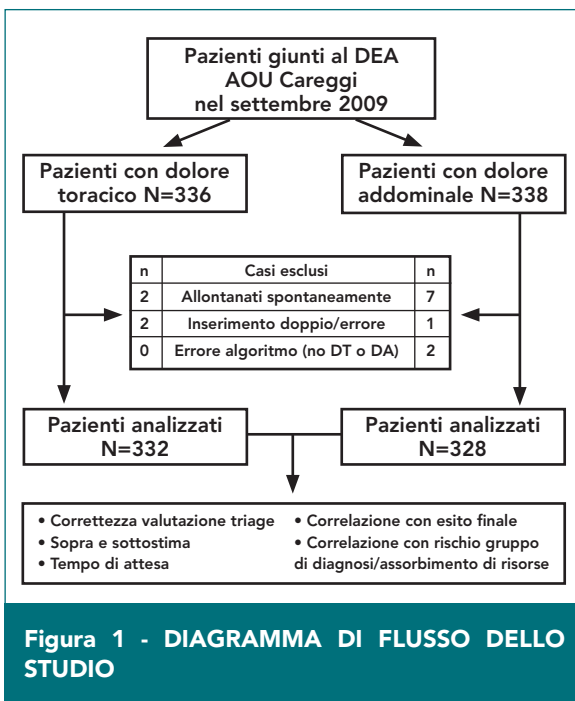 Pazienti giunti al DEA
AOU Careggi
nel settembre 2009
Pazienti con dolore
toracico N=336
Pazienti con dolore
addominale N=338
n Casi esclusi n
2 Allontanati spontaneamente 7
2 Inserimento doppio/errore 1
0 Errore algoritmo (no DT o DA) 2
Pazienti analizzati
N=332
Pazienti analizzati
N=328
• Correttezza valutazione triage
• Sopra e sottostima
• Tempo di attesa
• Correlazione con esito finale
• Correlazione con rischio gruppo
di diagnosi/assorbimento di risorse
Figura 1 - DIAGRAMMA DI FLUSSO DELLO
STUDIO